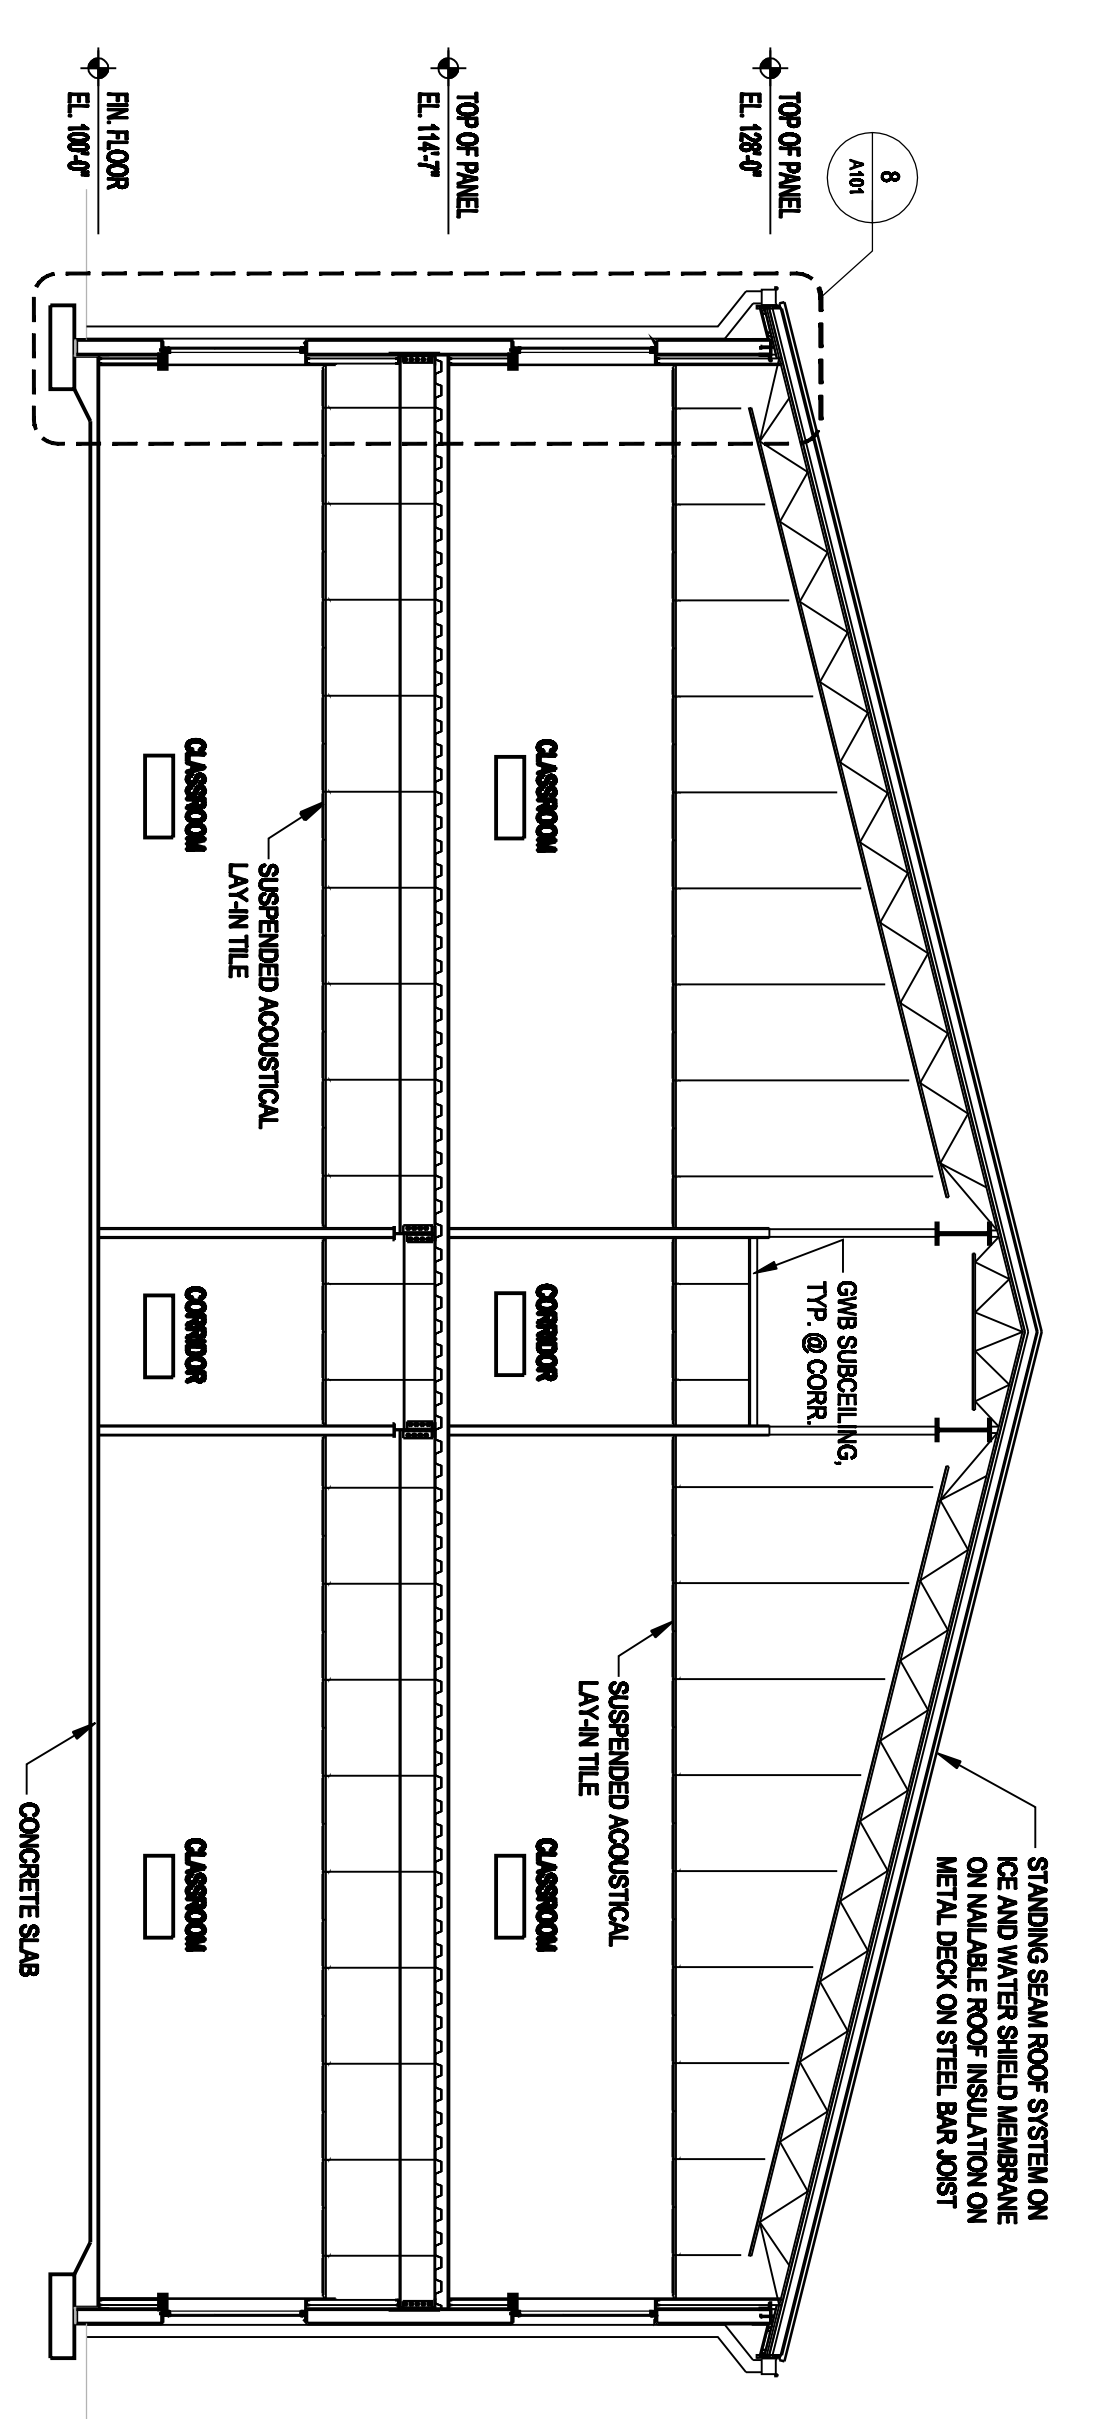 8
A101
TOP OF PANEL
EL. 128'-0"
TOP OF PANEL
EL. 114'-7"
FIN. FLOOR
EL. 100'-0"
STANDING SEAM ROOF SYSTEM ON
ICE AND WATER SHIELD MEMBRANE
ON NAILABLE ROOF INSULATION ON
METAL DECK ON STEEL BAR JOIST
GWB SUBCEILING,
TYP. @ CORR.
SUSPENDED ACOUSTICAL
LAY-IN TILE
CLASSROOM
CORRIDOR
CLASSROOM
SUSPENDED ACOUSTICAL
LAY-IN TILE
CLASSROOM
CORRIDOR
CLASSROOM
CONCRETE SLAB